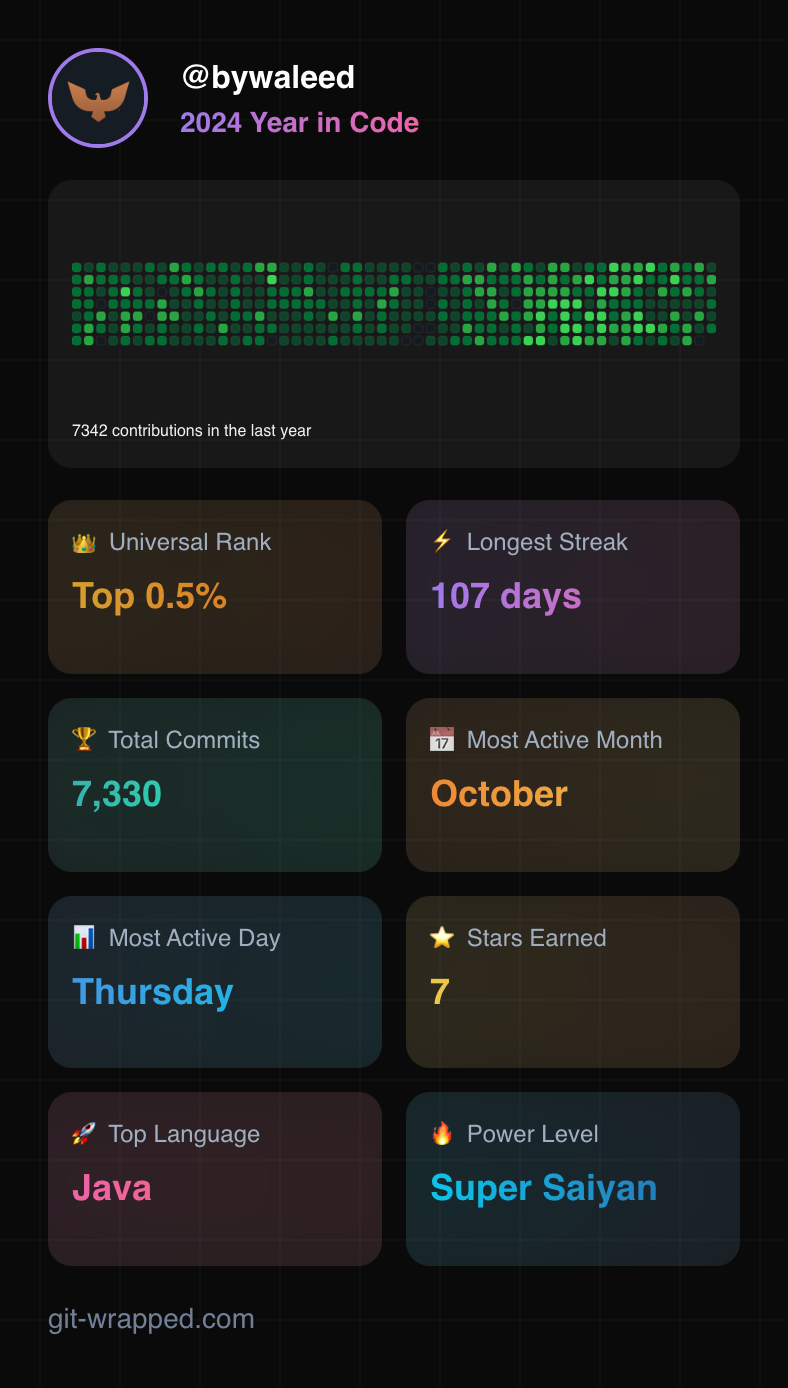 @bywaleed
2024 Year in Code
7342 contributions in the last year
Universal Rank
Top 0.5%
Longest Streak
107 days
Total Commits
7,330
Most Active Month
October
Most Active Day
Thursday
Stars Earned
7
Top Language
Java
Power Level
Super Saiyan
git-wrapped.com